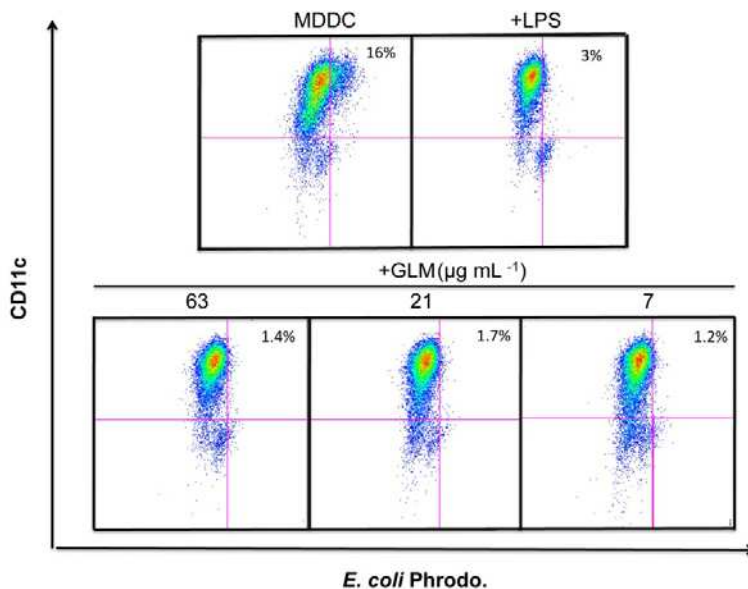 MDDC +LPS
16% 3%
CD11c
+GLM(µg mL -1)
63 21 7
1.4% 1.7% 1.2%
E. coli Phrodo.